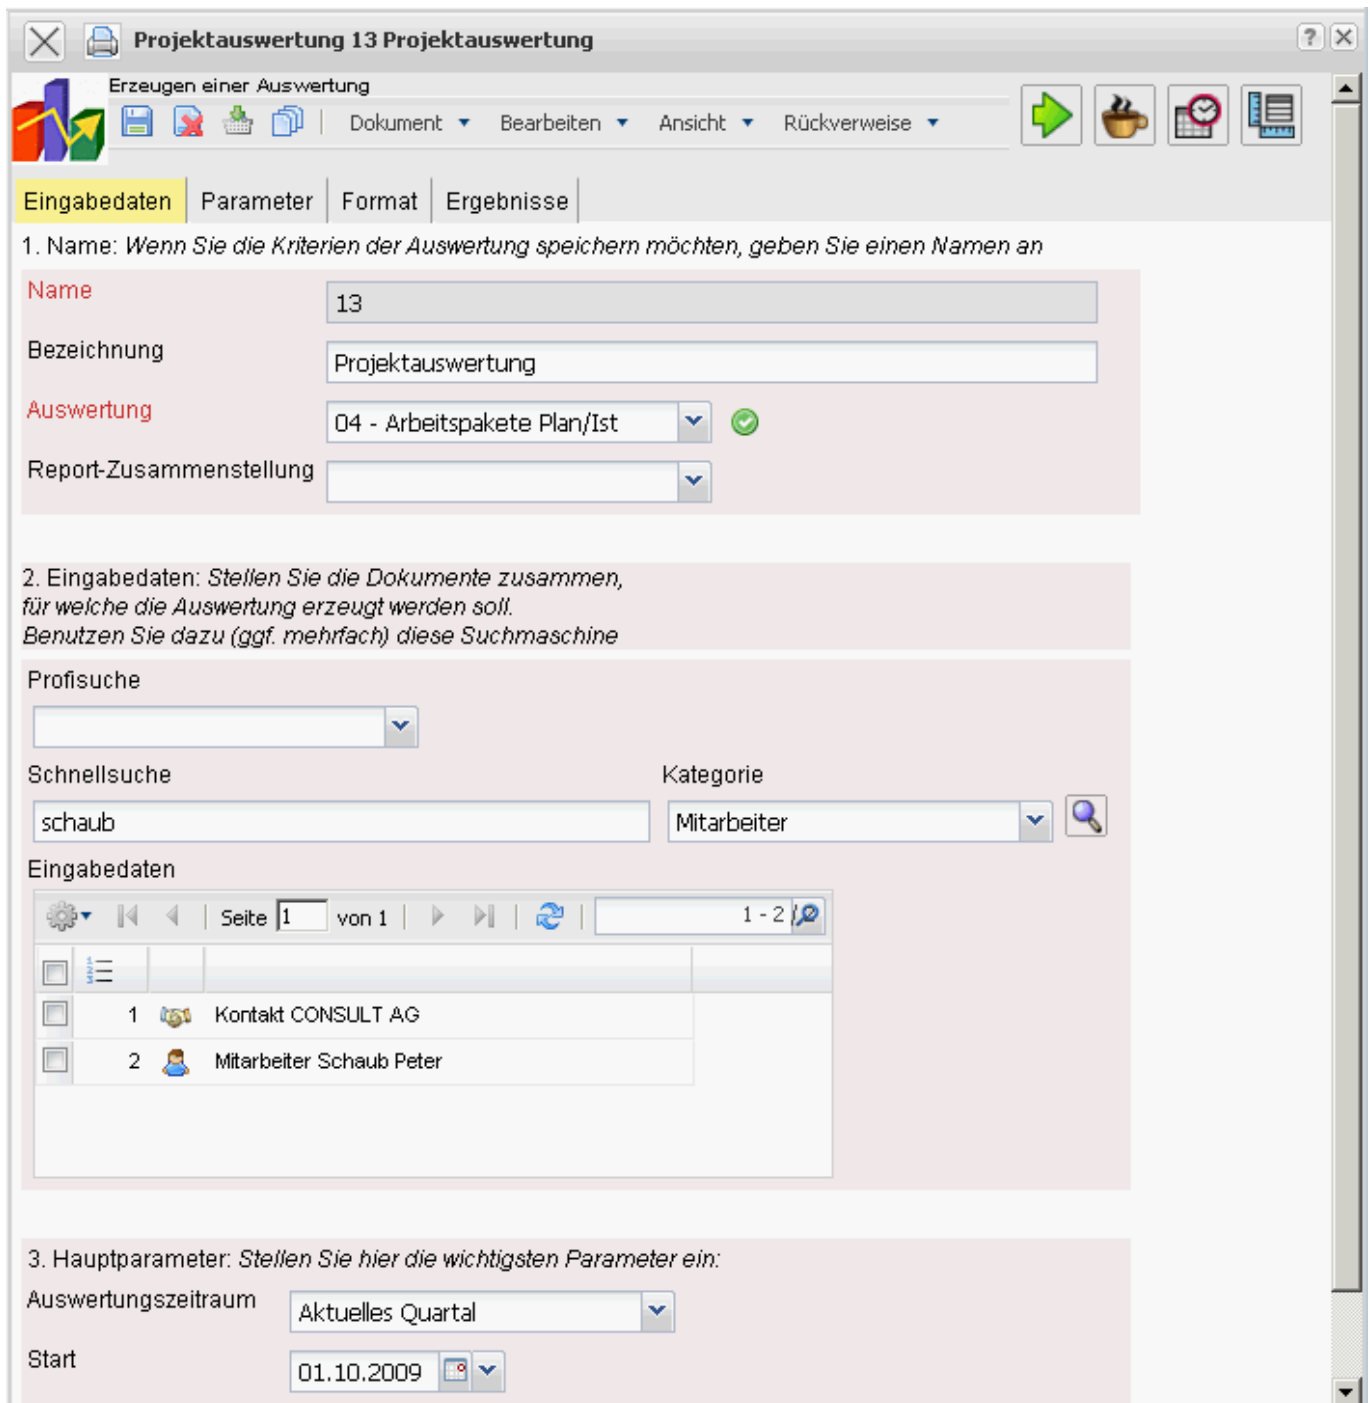 Projektauswertung 13 Projektauswertung
Erzeugen einer Auswertung
Dokument Bearbeiten Ansicht Rückverweise
Eingabedaten Parameter Format Ergebnisse
1. Name: Wenn Sie die Kriterien der Auswertung speichern möchten, geben Sie einen Namen an
Name 13
Bezeichnung Projektauswertung
Auswertung 04 - Arbeitspakete Plan/Ist
Report-Zusammenstellung
2. Eingabedaten: Stellen Sie die Dokumente zusammen,
für welche die Auswertung erzeugt werden soll.
Benutzen Sie dazu (ggf. mehrfach) diese Suchmaschine
Profisuche
Schnellsuche Kategorie
schaub Mitarbeiter
Eingabedaten
Seite 1 von 1 1 - 2 /
1 Kontakt CONSULT AG
2 Mitarbeiter Schaub Peter
3. Hauptparameter: Stellen Sie hier die wichtigsten Parameter ein:
Auswertungszeitraum Aktuelles Quartal
Start 01.10.2009